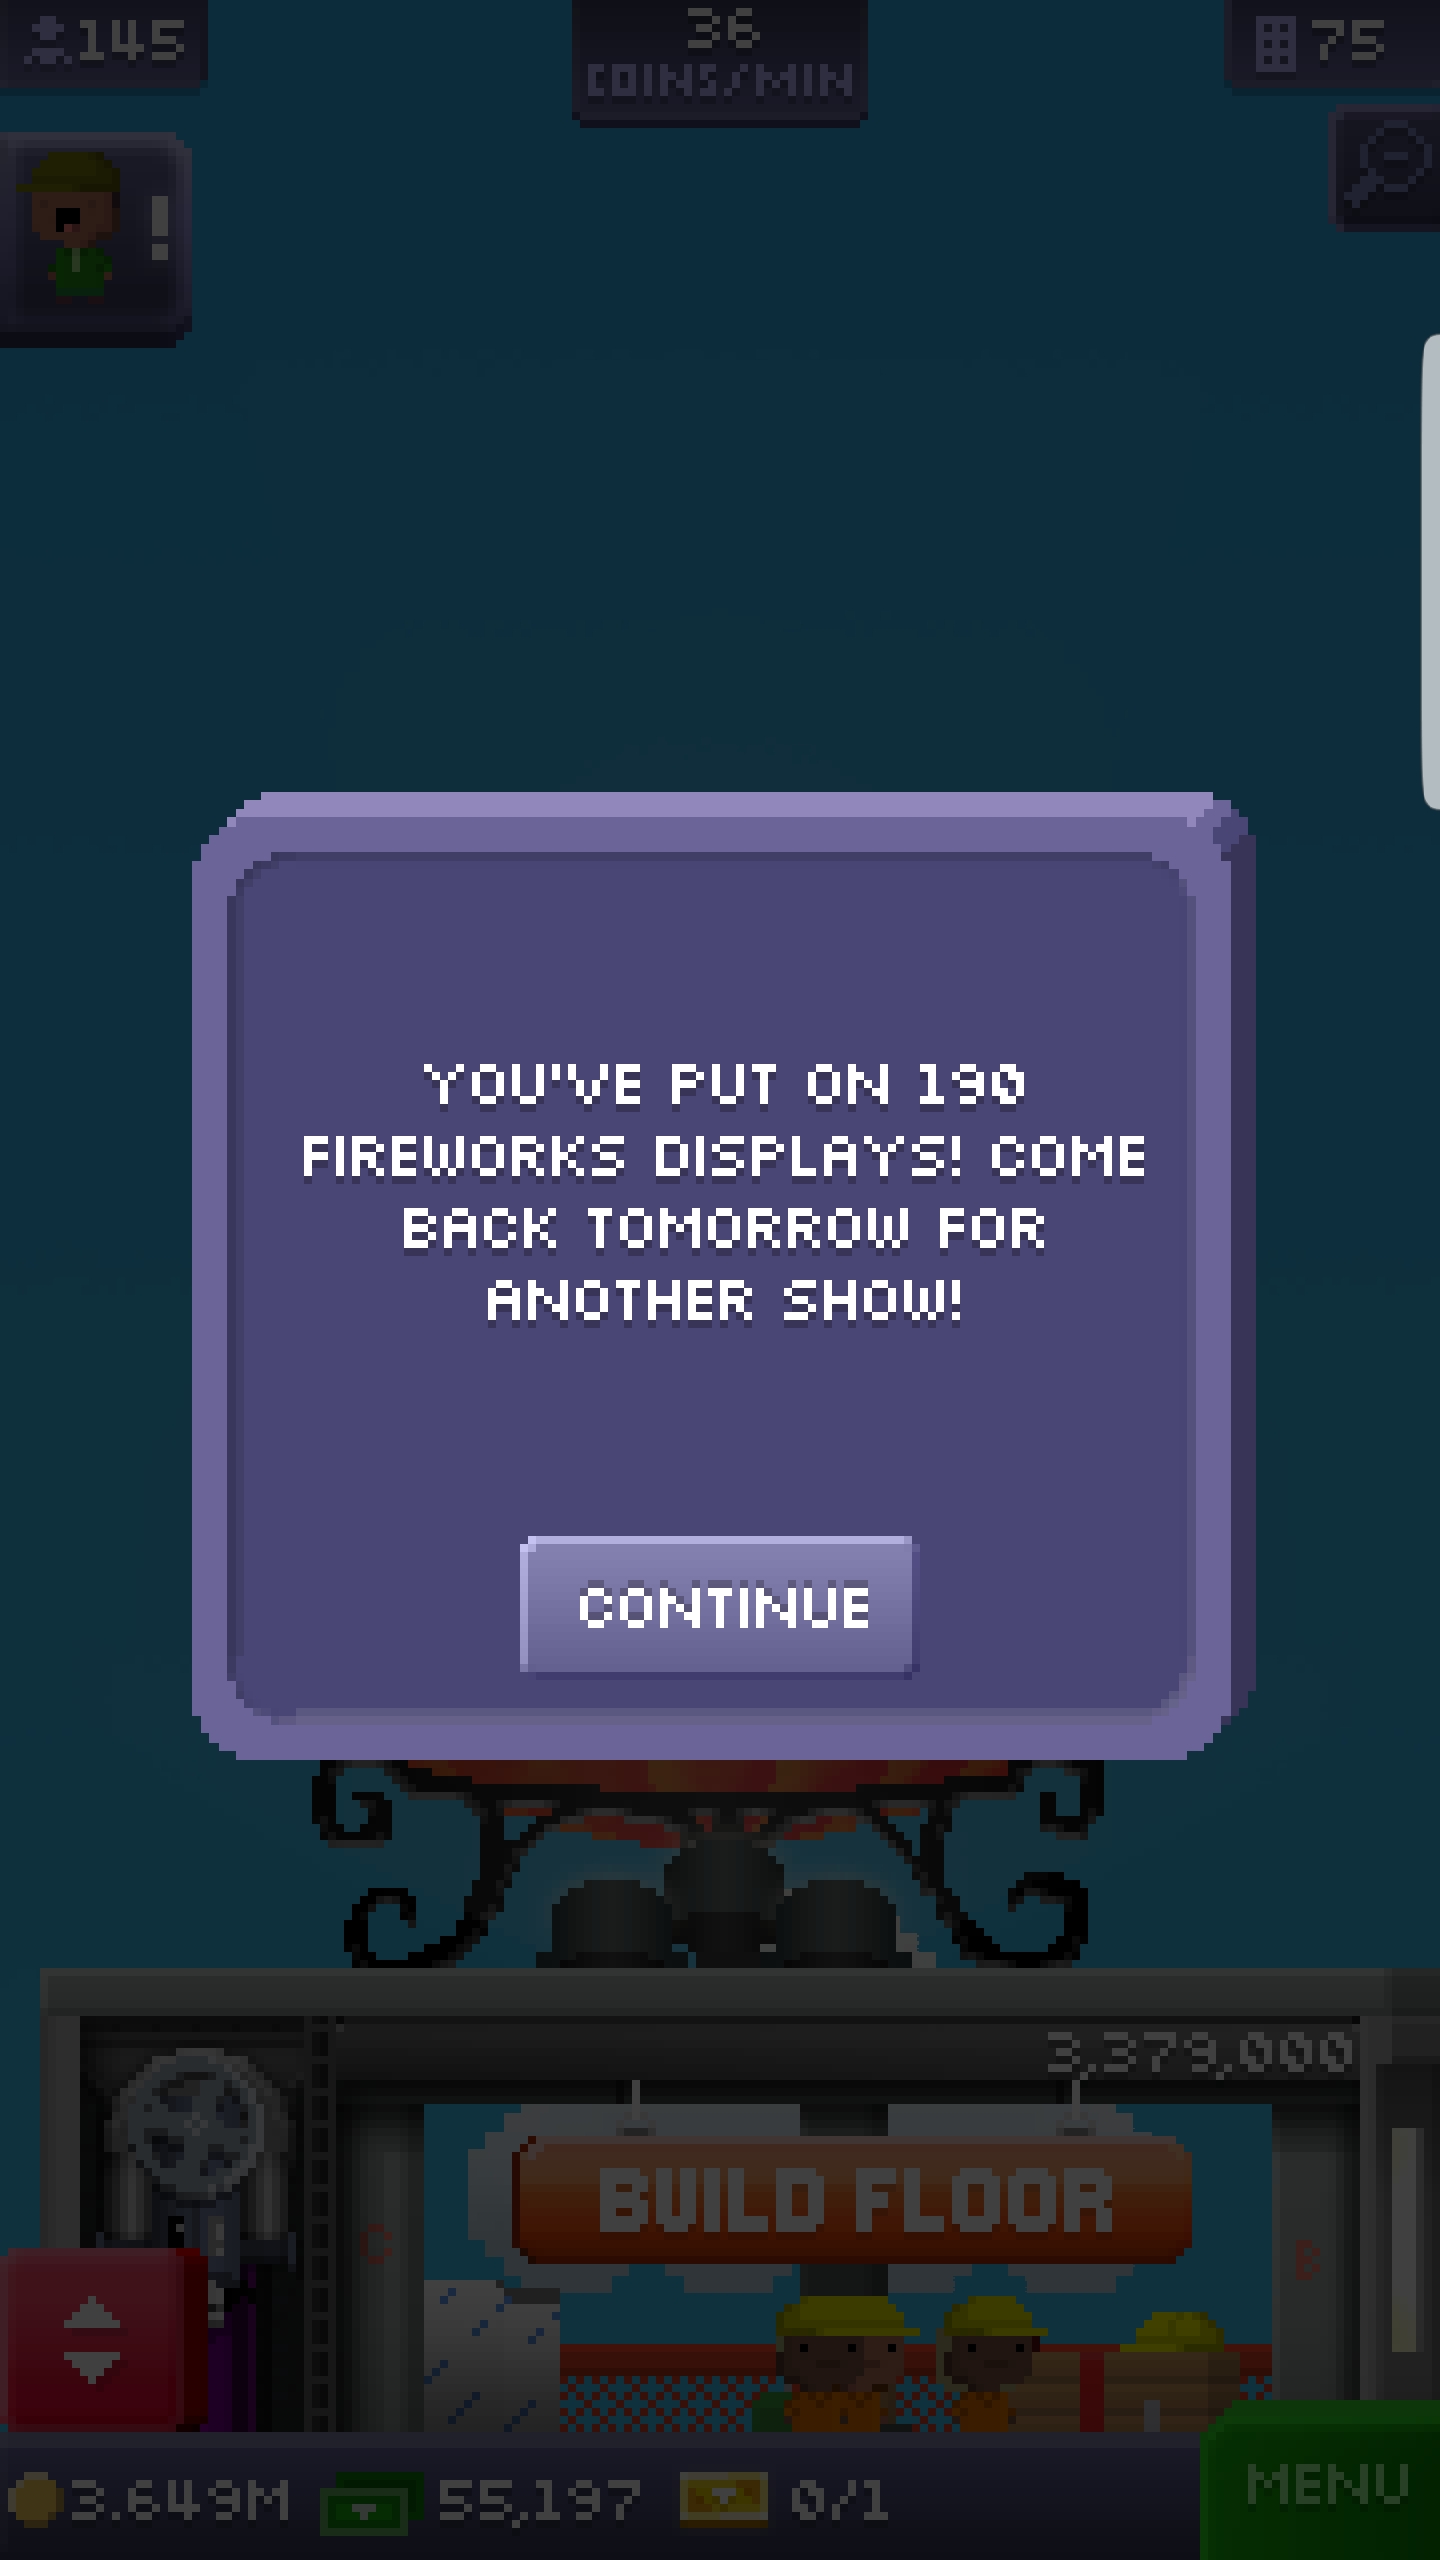 145
36
COINS/MIN
75
!
YOU'VE PUT ON 190
FIREWORKS DISPLAYS! COME
BACK TOMORROW FOR
ANOTHER SHOW!
CONTINUE
3,379,000
BUILD FLOOR
C
B
3.649M
55,197
0/1
MENU